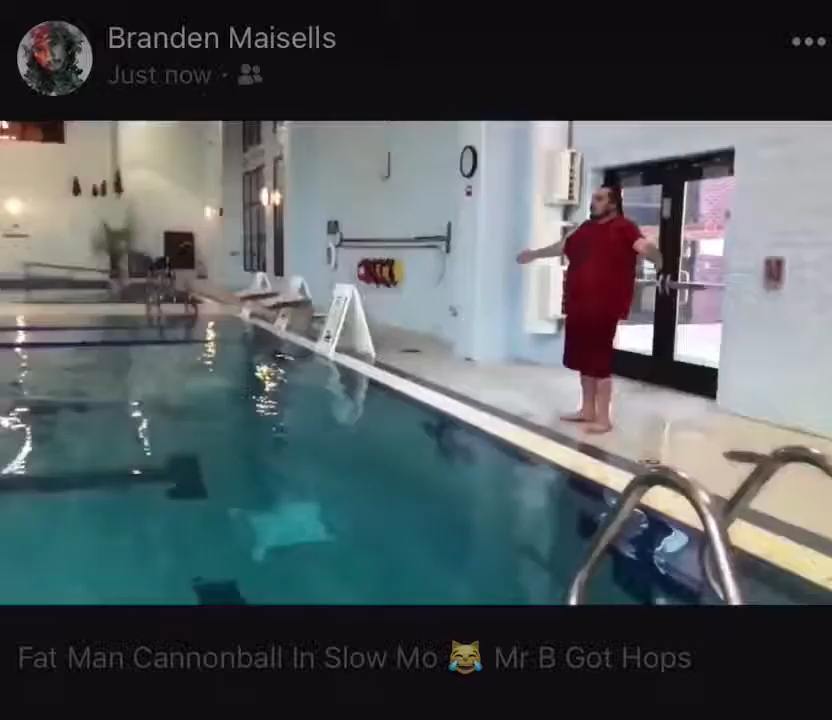 Branden Maisells
Just now ·
Fat Man Cannonball In Slow Mo 😹 Mr B Got Hops